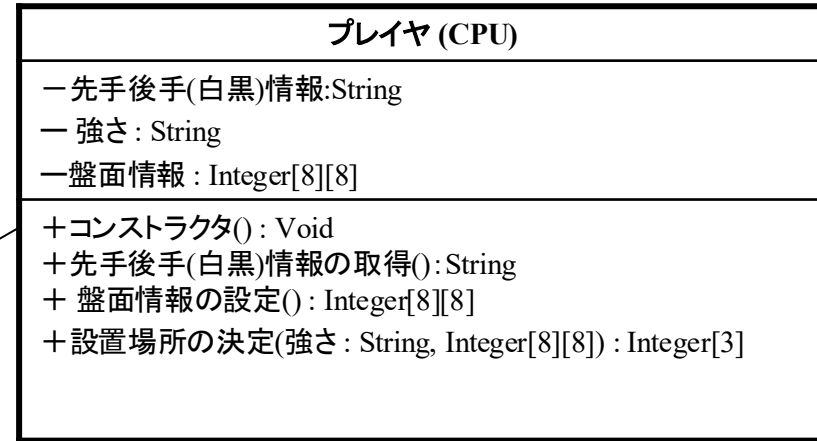 プレイヤ (CPU)
－先手後手(白黒)情報:String
ー 強さ : String
ー盤面情報 : Integer[8][8]
＋コンストラクタ() : Void
＋先手後手(白黒)情報の取得() : String
＋ 盤面情報の設定() : Integer[8][8]
＋設置場所の決定(強さ : String, Integer[8][8]) : Integer[3]